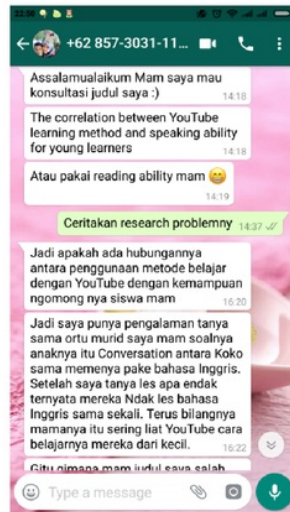 22:50
+62 857-3031-11...
Assalamualaikum Mam saya mau
konsultasi judul saya :)
14:18
The correlation between YouTube
learning method and speaking ability
for young learners
14:18
Atau pakai reading ability mam 😄
14:19
Ceritakan research problemny 14:37
Jadi apakah ada hubungannya
antara penggunaan metode belajar
dengan YouTube dengan kemampuan
ngomong nya siswa mam
16:20
Jadi saya punya pengalaman tanya
sama ortu murid saya mam soalnya
anaknya itu Conversation antara Koko
sama memenya pake bahasa Inggris.
Setelah saya tanya les apa endak
ternyata mereka Ndak les bahasa
Inggris sama sekali. Terus bilangnya
mamanya itu sering liat YouTube cara
belajarnya mereka dari kecil.
16:22
Gitu gimana mam judul saya salah
Type a message